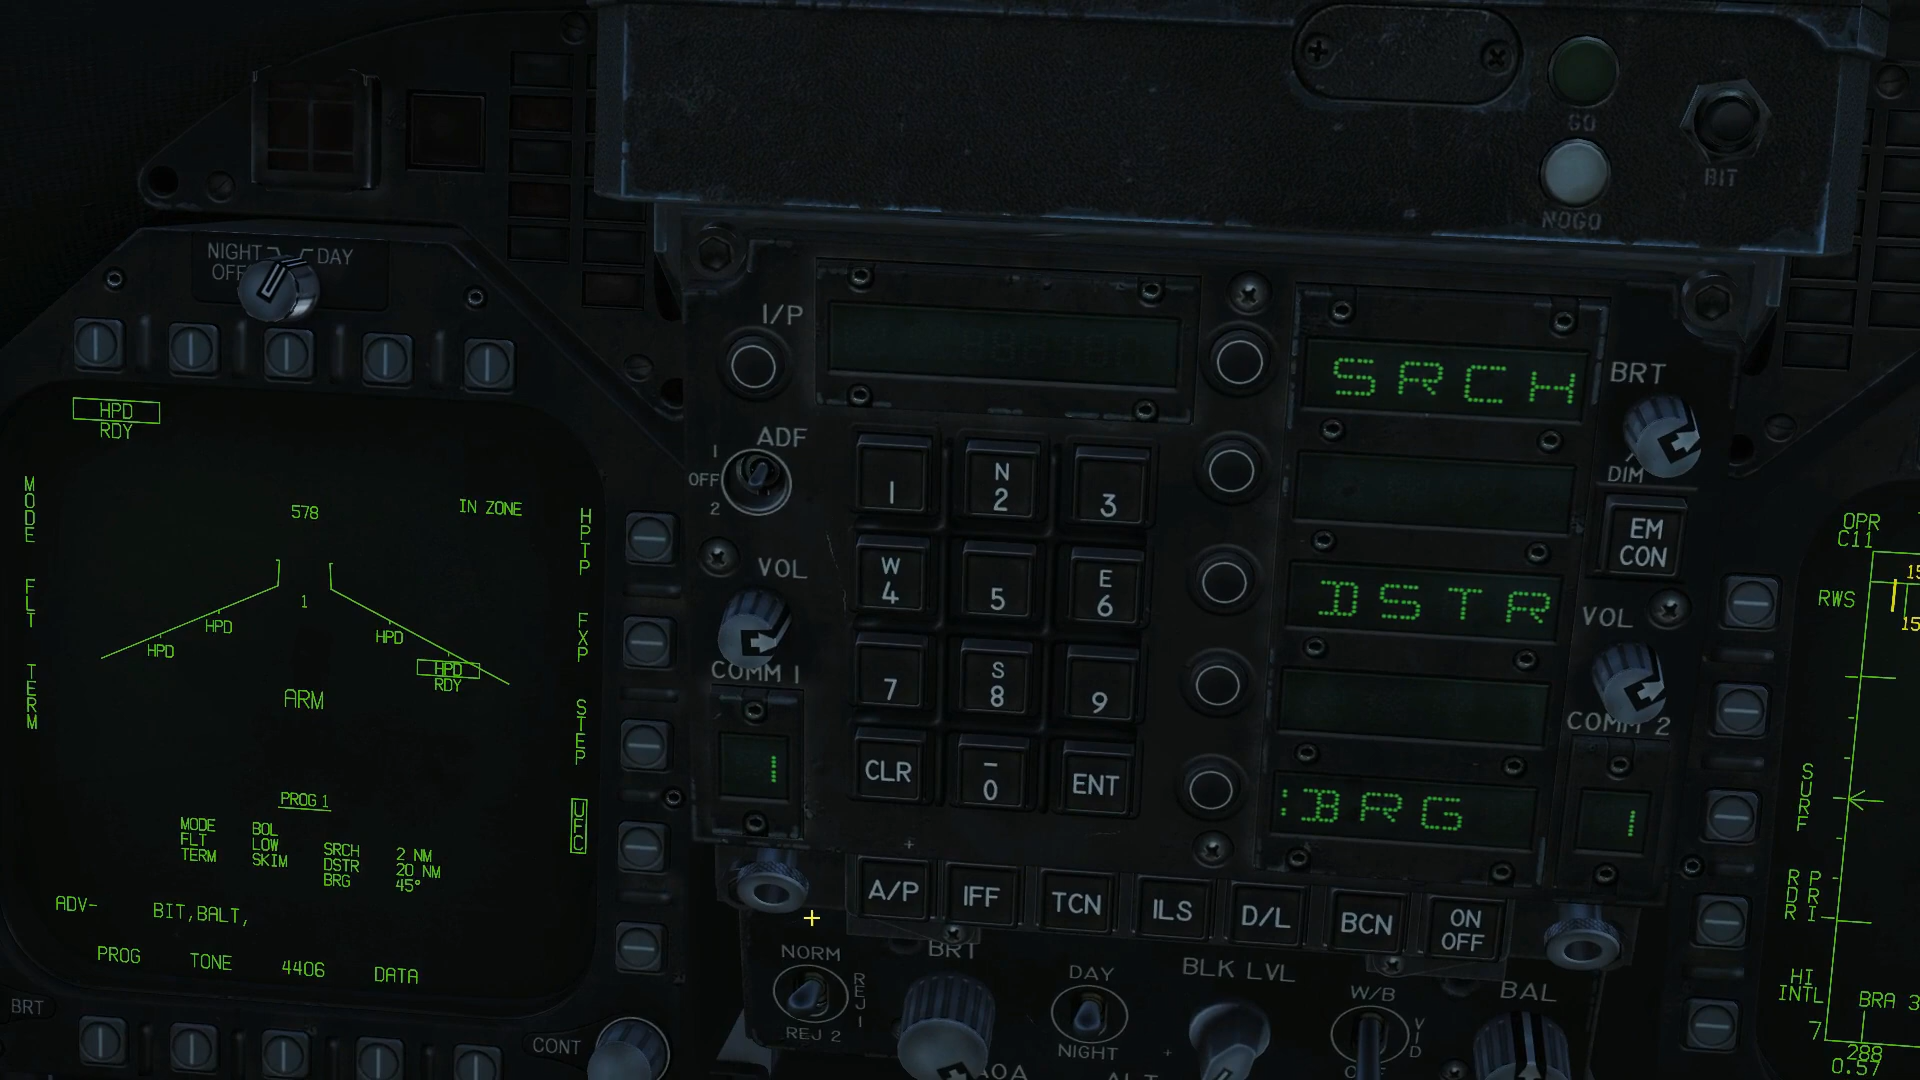 GO
BIT
NOGO
NIGHT DAY
OFF
I/P
SRCH
BRT
DIM
ADF
1
OFF
2
1
N 2
3
EM CON
W 4
5
E 6
DSTR
VOL
VOL
COMM 1
COMM 2
7
S 8
9
1
CLR
– 0
ENT
:BRG
1
A/P
IFF
TCN
ILS
D/L
BCN
ON OFF
HPD
RDY
MODE
FLT
TERM
578
IN ZONE
HPTP
FXP
STEP
UFC
1
HPD
HPD
HPD
HPD
RDY
ARM
PROG 1
MODE BOL
FLT LOW
TERM SKIM
SRCH 2 NM
DSTR 20 NM
BRG 45°
ADV- BIT,BALT,
PROG TONE 4406 DATA
BRT
CONT
NORM
REJ 1
REJ 2
BRT
DAY
NIGHT
BLK LVL
W/B
VID
BAL
AOA
OPR
C11
RWS
15
15
SURF
RDR PRI
HI
INTL
7
BRA 3
288
0.57